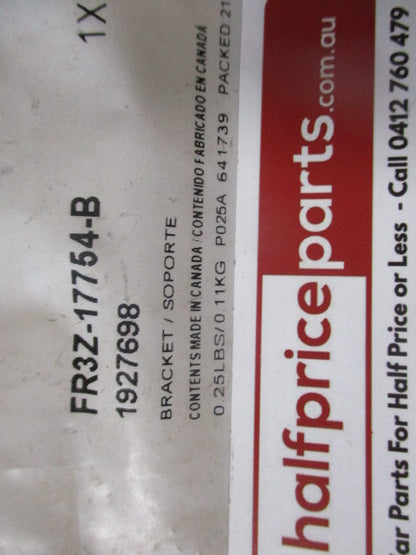 FR3Z-17754-B 1X
1927698
BRACKET / SOPORTE
CONTENTS MADE IN CANADA/CONTENIDO FABRICADO EN CANADA
0 25LBS/0.11KG P025A 641739 PACKED 21
halfpriceparts.com.au
ar Parts For Half Price or Less - Call 0412 760 479